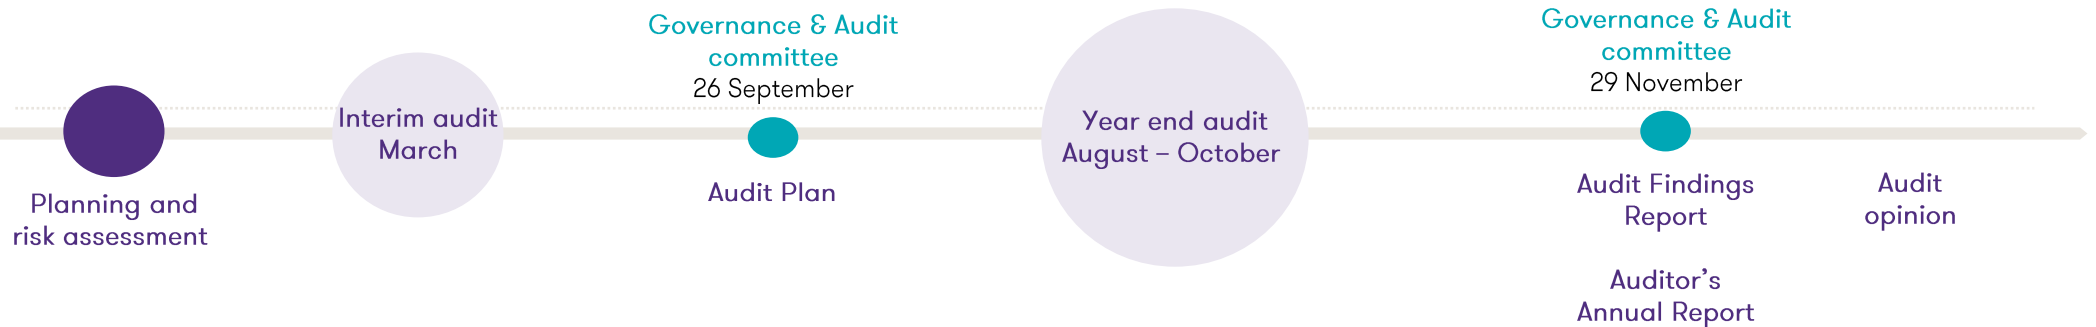 Planning and
risk assessment
Interim audit
March
Governance & Audit
committee
26 September
Audit Plan
Year end audit
August – October
Governance & Audit
committee
29 November
Audit Findings
Report
Auditor’s
Annual Report
Audit
opinion